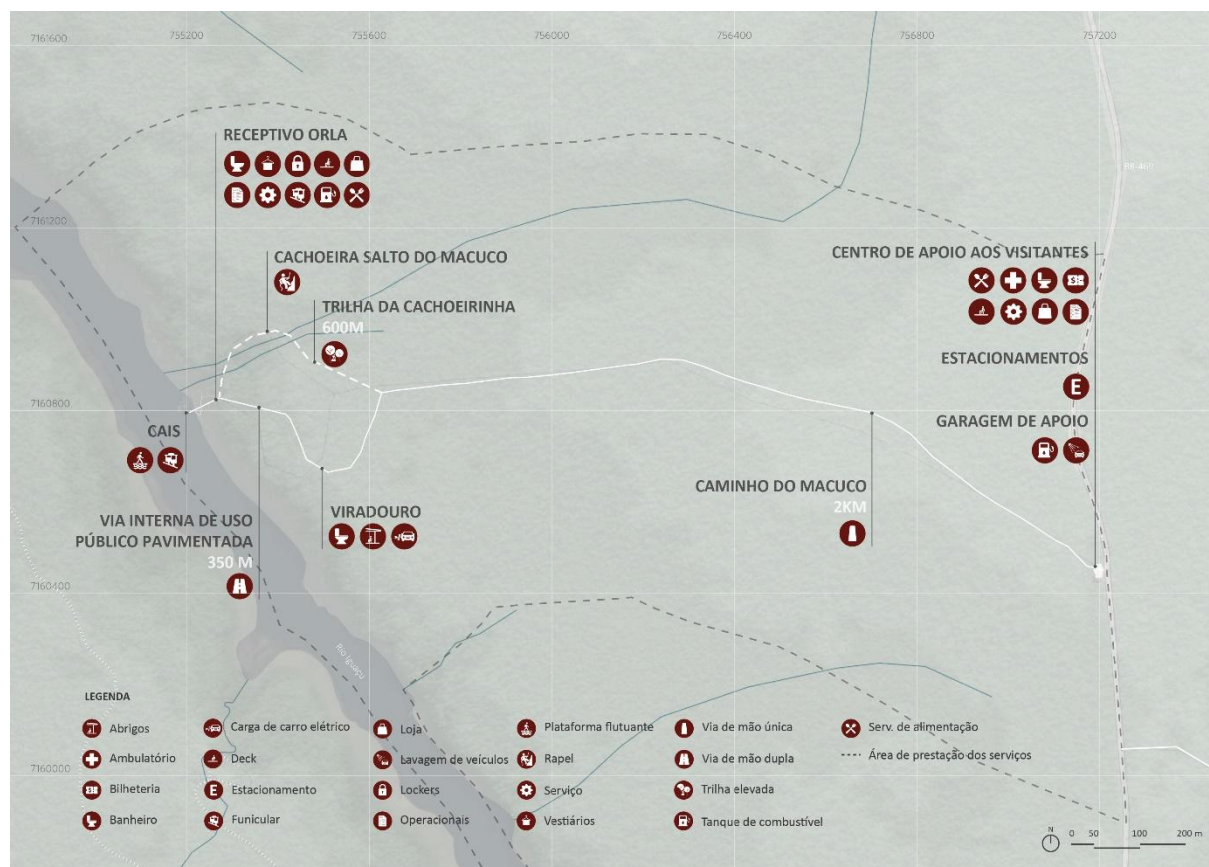 755200 755600 756000 756400 756800 757200
7161600
RECEPTIVO ORLA
BR-469
7161200
CACHOEIRA SALTO DO MACUCO
CENTRO DE APOIO AOS VISITANTES
TRILHA DA CACHOEIRINHA
600M
ESTACIONAMENTOS
E
7160800
GARAGEM DE APOIO
CAIS
CAMINHO DO MACUCO
2KM
VIRADOURO
VIA INTERNA DE USO
PÚBLICO PAVIMENTADA
350 M
7160400
Rio Iguaçu
LEGENDA
Abrigos
Ambulatório
Bilheteria
Banheiro
Carga de carro elétrico
Deck
E Estacionamento
Funicular
Loja
Lavagem de veículos
Lockers
Operacionais
Plataforma flutuante
Rapel
Serviço
Vestiários
Via de mão única
Via de mão dupla
Trilha elevada
Tanque de combustível
Serv. de alimentação
Área de prestação dos serviços
7160000
N
0 50 100 200 m